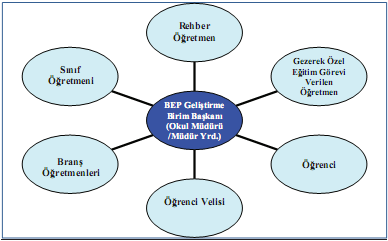 Rehber
Öğretmen
Sınıf
Öğretmeni
Gezerek Özel
Eğitim Görevi
Verilen
Öğretmen
BEP Geliştirme
Birim Başkanı
(Okul Müdürü
/Müdür Yrd.)
Branş
Öğretmenleri
Öğrenci
Öğrenci Velisi